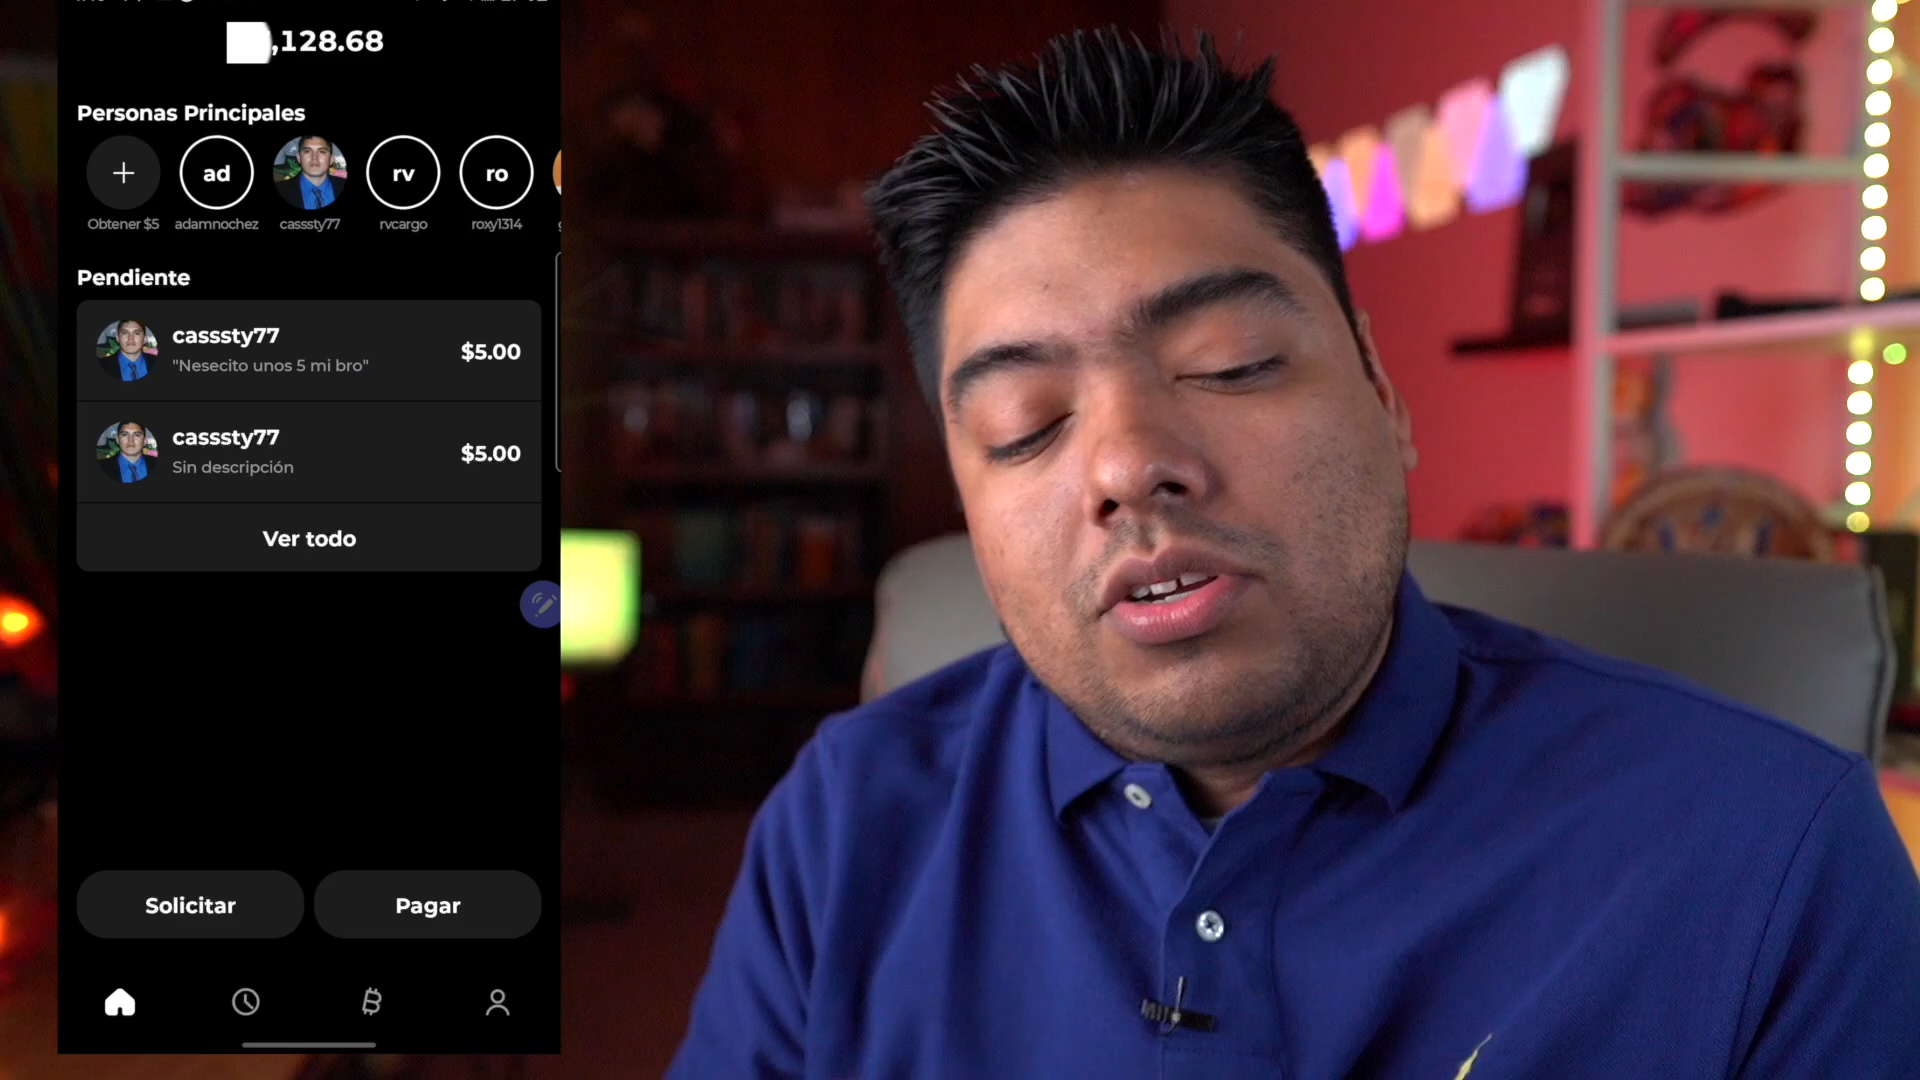 ,128.68
Personas Principales
ad
rv
ro
Obtener $5
adamnochez
casssty77
rvcargo
roxy1314
Pendiente
casssty77
$5.00
"Nesecito unos 5 mi bro"
casssty77
$5.00
Sin descripción
Ver todo
Solicitar
Pagar